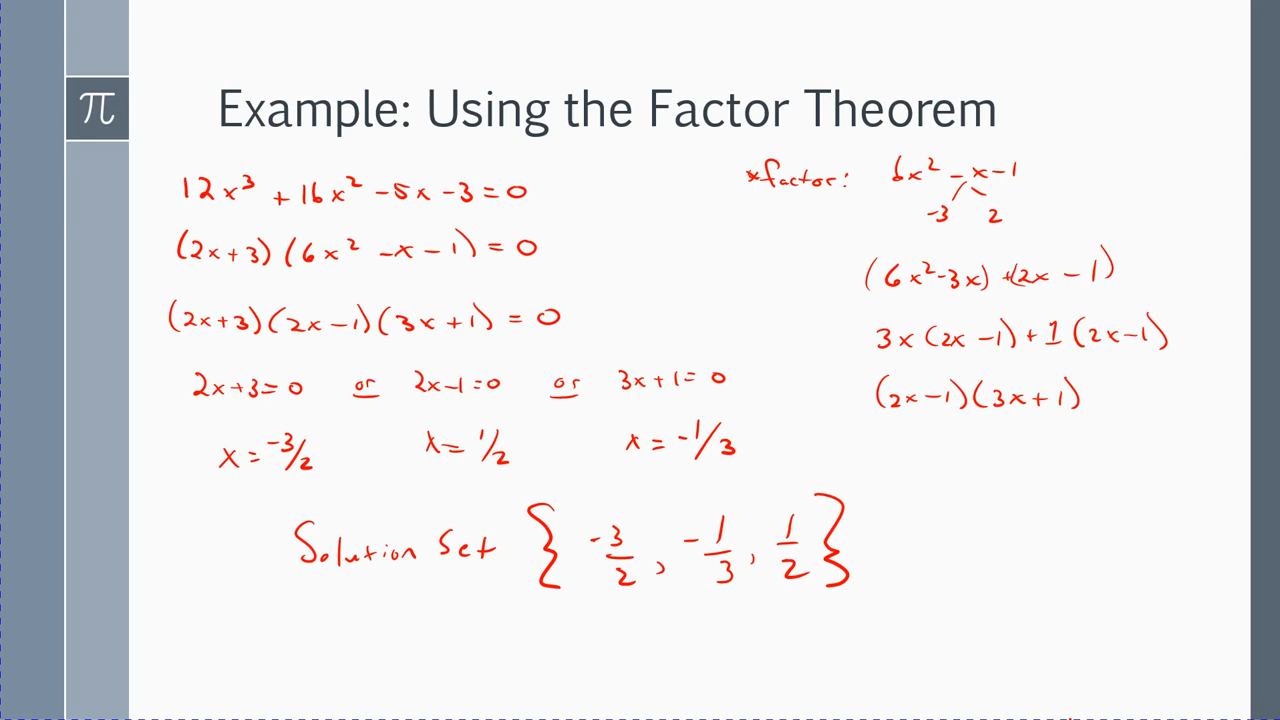 π
Example: Using the Factor Theorem
12x³ + 16x² - 5x - 3 = 0
(2x+3)(6x² - x - 1) = 0
(2x+3)(2x-1)(3x+1) = 0
2x+3=0 or 2x-1=0 or 3x+1=0
x = -3/2 x = 1/2 x = -1/3
Solution Set { -3/2, -1/3, 1/2 }
*factor: 6x² - x - 1
-3 2
(6x² - 3x) + (2x - 1)
3x(2x - 1) + 1(2x - 1)
(2x - 1)(3x + 1)